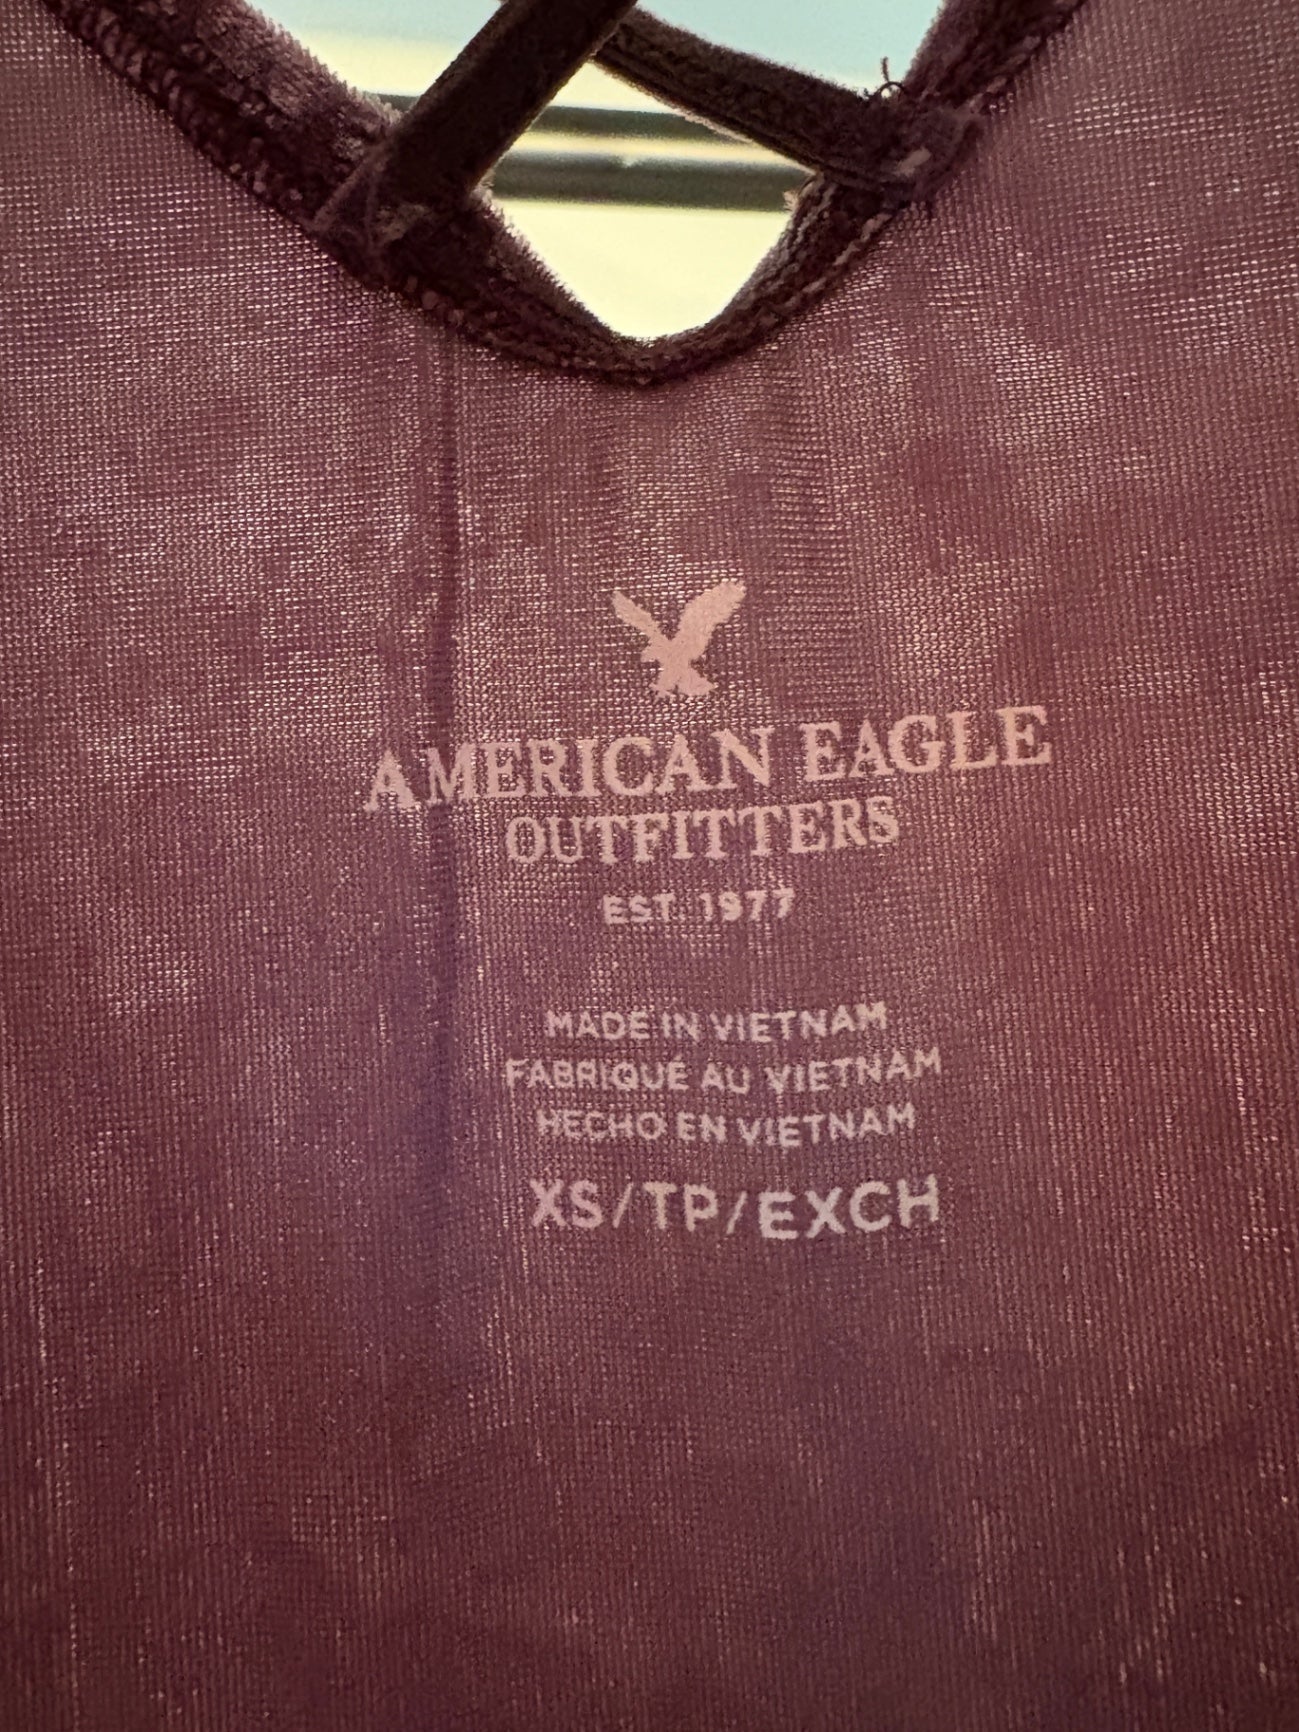 AMERICAN EAGLE
OUTFITTERS
EST. 1977
MADE IN VIETNAM
FABRIQUÉ AU VIETNAM
HECHO EN VIETNAM
XS/TP/EXCH